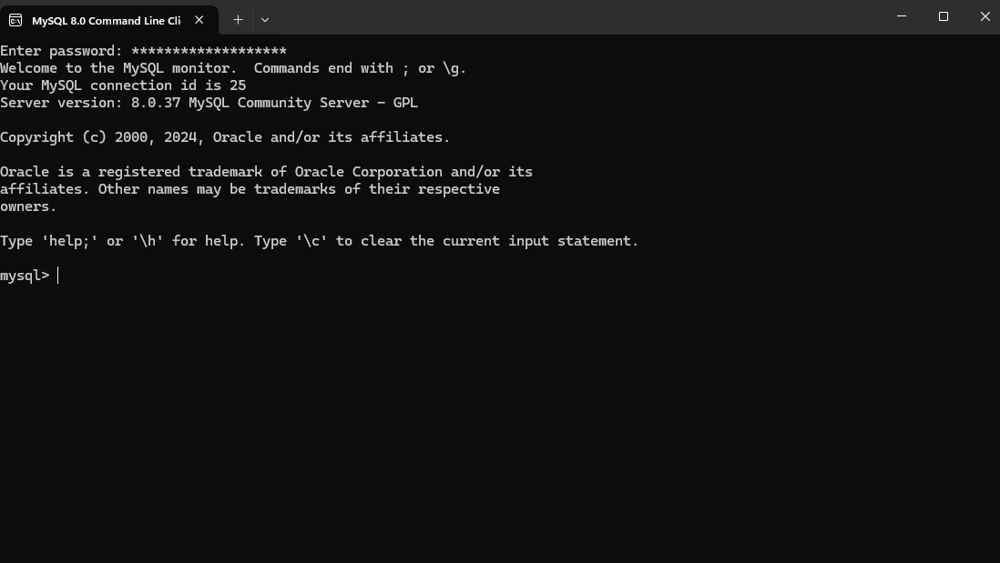 MySQL 8.0 Command Line Cli
Enter password: *******************
Welcome to the MySQL monitor.  Commands end with ; or \g.
Your MySQL connection id is 25
Server version: 8.0.37 MySQL Community Server - GPL
Copyright (c) 2000, 2024, Oracle and/or its affiliates.
Oracle is a registered trademark of Oracle Corporation and/or its
affiliates. Other names may be trademarks of their respective
owners.
Type 'help;' or '\h' for help. Type '\c' to clear the current input statement.
mysql>